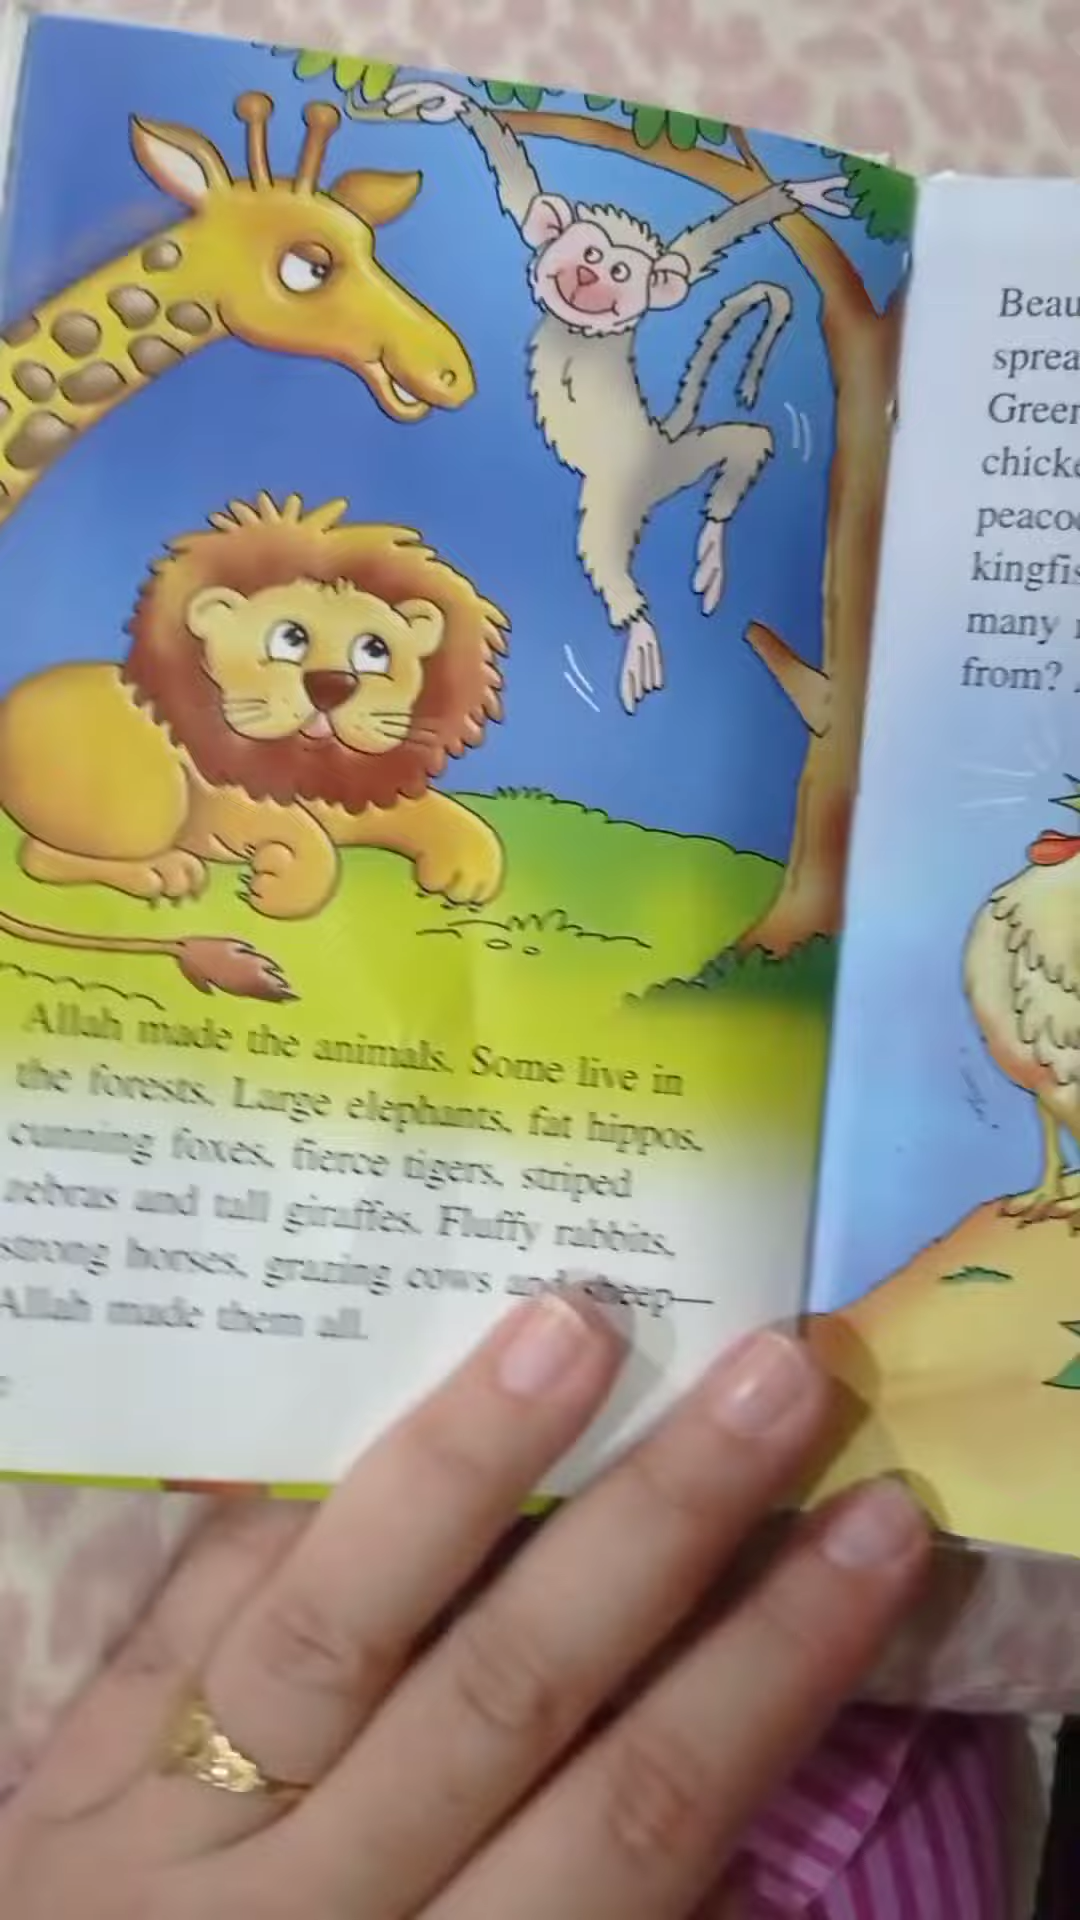 Allah made the animals. Some live in
the forests. Large elephants, fat hippos,
cunning foxes, fierce tigers, striped
zebras and tall giraffes. Fluffy rabbits,
strong horses, grazing cows and sheep—
Allah made them all.
Beau
sprea
Green
chicke
peacoc
kingfis
many
from?